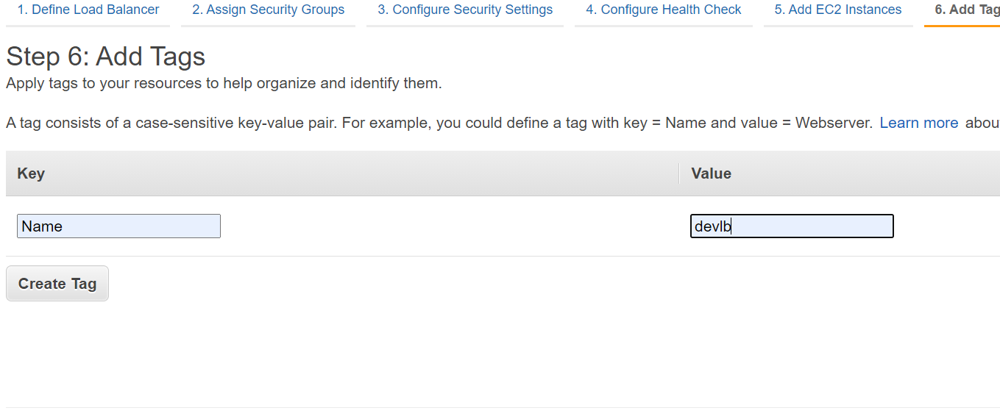 1. Define Load Balancer 2. Assign Security Groups 3. Configure Security Settings 4. Configure Health Check 5. Add EC2 Instances 6. Add Tag
Step 6: Add Tags
Apply tags to your resources to help organize and identify them.
A tag consists of a case-sensitive key-value pair. For example, you could define a tag with key = Name and value = Webserver. Learn more abou
Key Value
Name devlb
Create Tag